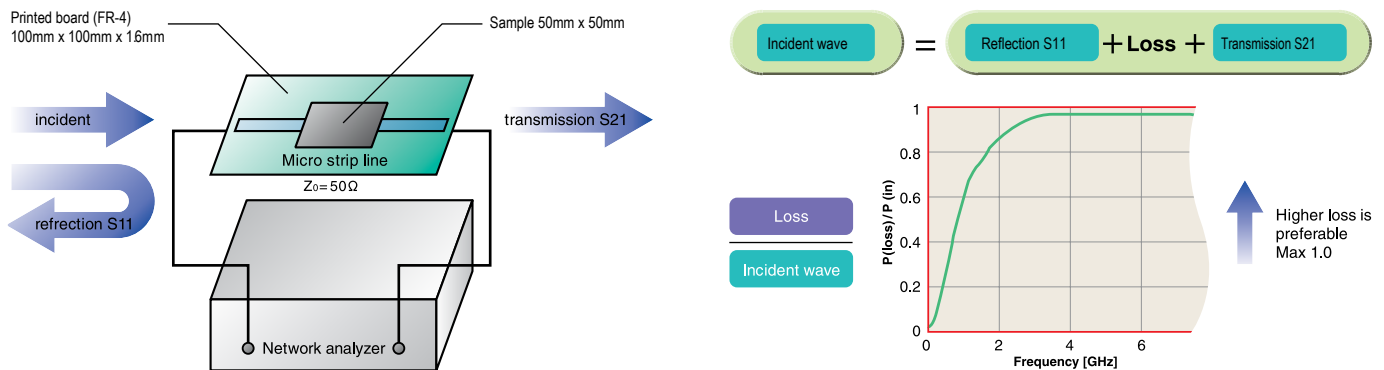 Printed board (FR-4)
100mm x 100mm x 1.6mm
Sample 50mm x 50mm
incident
refrection S11
transmission S21
Micro strip line
Z0=50Ω
Network analyzer
Incident wave = Reflection S11 +Loss + Transmission S21
Loss
Incident wave
P(loss) / P (in)
1
0.8
0.6
0.4
0.2
0
0 2 4 6
Frequency [GHz]
Higher loss is
preferable
Max 1.0